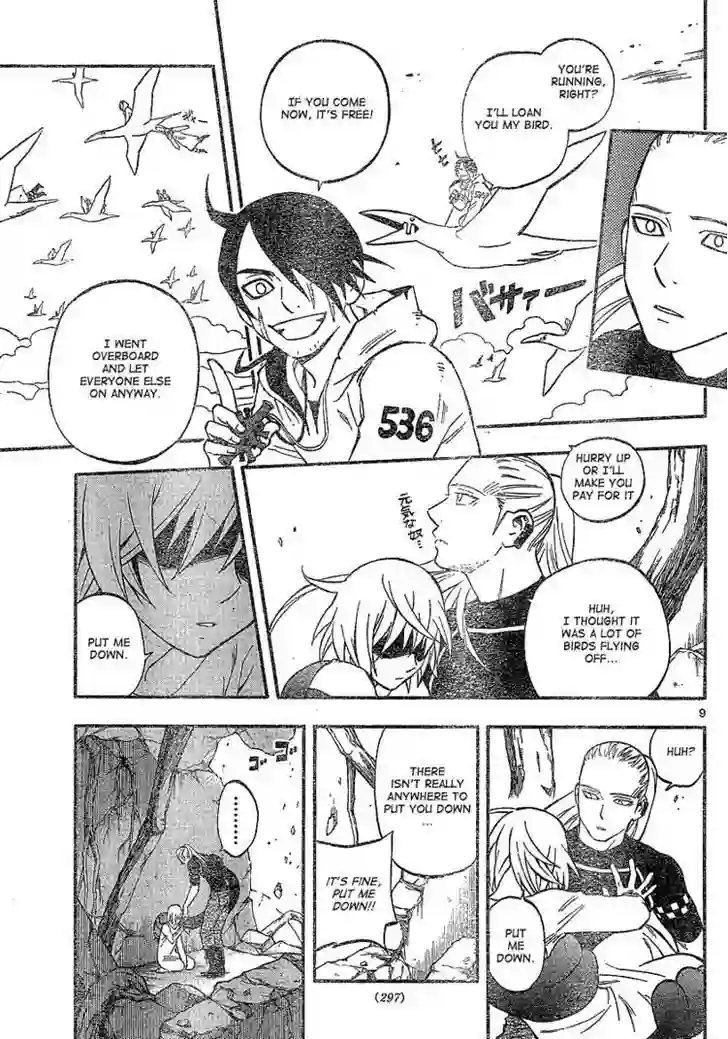 YOU'RE
RUNNING,
RIGHT?
I'LL LOAN
YOU MY BIRD.
IF YOU COME
NOW, IT'S FREE!
バサァー
536
I WENT
OVERBOARD
AND LET
EVERYONE ELSE
ON ANYWAY.
HURRY UP
OR I'LL
MAKE YOU
PAY FOR IT
元気な奴…
HUH,
I THOUGHT IT
WAS A LOT OF
BIRDS FLYING
OFF...
PUT ME
DOWN.
9
HUH?
PUT
ME
DOWN.
THERE
ISN'T REALLY
ANYWHERE TO
PUT YOU DOWN
...
IT'S FINE,
PUT ME
DOWN!!
ゴゴ
......
(297)